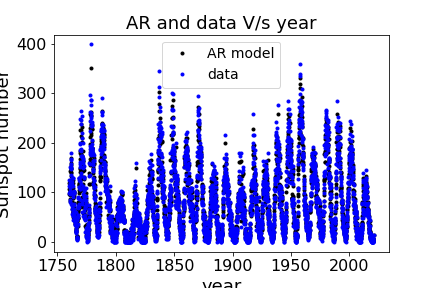 AR and data V/s year
AR model
data
Sunspot number
400
300
200
100
0
1750
1800
1850
1900
1950
2000
year